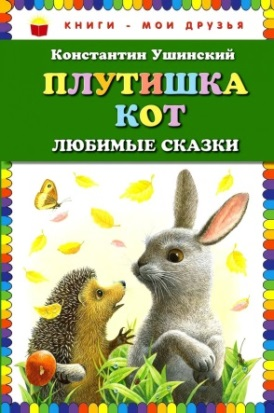 КНИГИ - МОИ ДРУЗЬЯ
Константин Ушинский
ПЛУТИШКА
КОТ
ЛЮБИМЫЕ СКАЗКИ